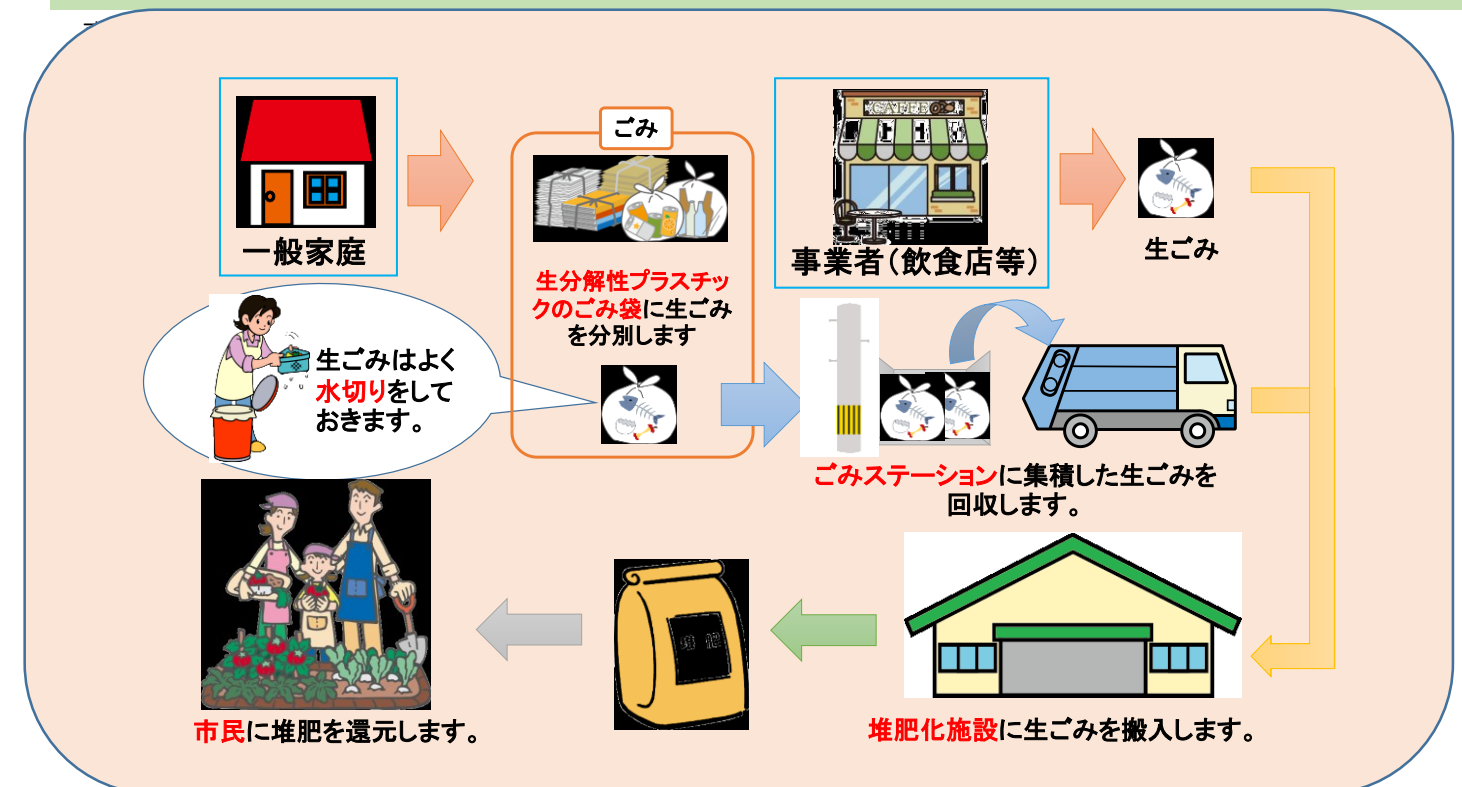 ごみ
CAFEE
一般家庭
事業者(飲食店等)
生ごみ
生分解性プラスチッ
クのごみ袋に生ごみ
を分別します
生ごみはよく
水切りをして
おきます。
ごみステーションに集積した生ごみを
回収します。
市民に堆肥を還元します。
堆肥化施設に生ごみを搬入します。